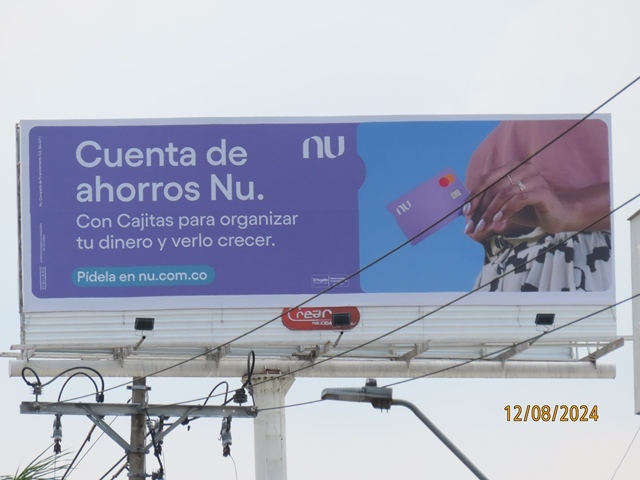 Cuenta de
ahorros Nu.
Con Cajitas para organizar
tu dinero y verlo crecer.
Pídela en nu.com.co
nu
nu
crear
12/08/2024